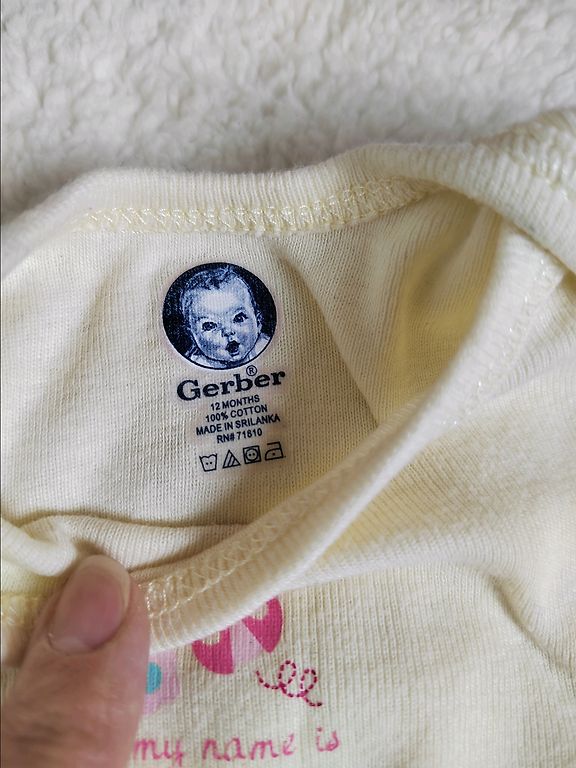 Gerber®
12 MONTHS
100% COTTON
MADE IN SRILANKA
RN# 71610
my name is